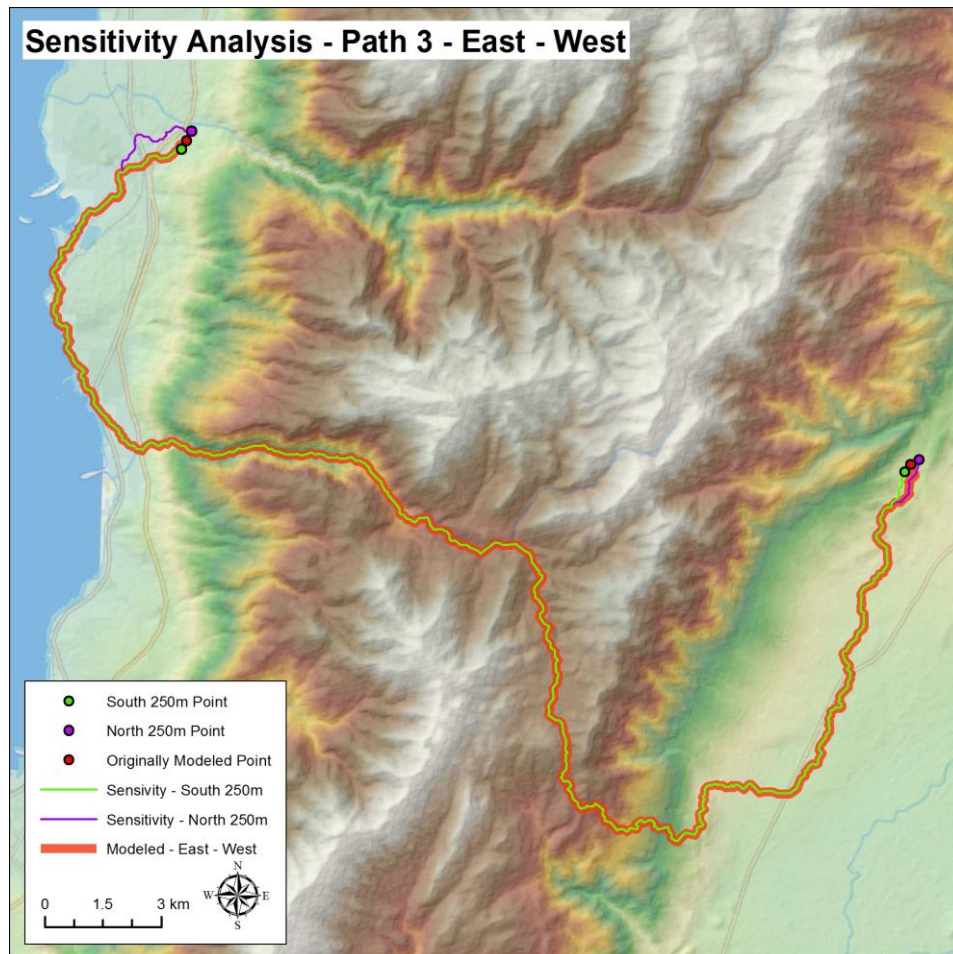 Sensitivity Analysis - Path 3 - East - West
South 250m Point
North 250m Point
Originally Modeled Point
Sensivity - South 250m
Sensitivity - North 250m
Modeled - East - West
N
W E
S
0 1.5 3 km